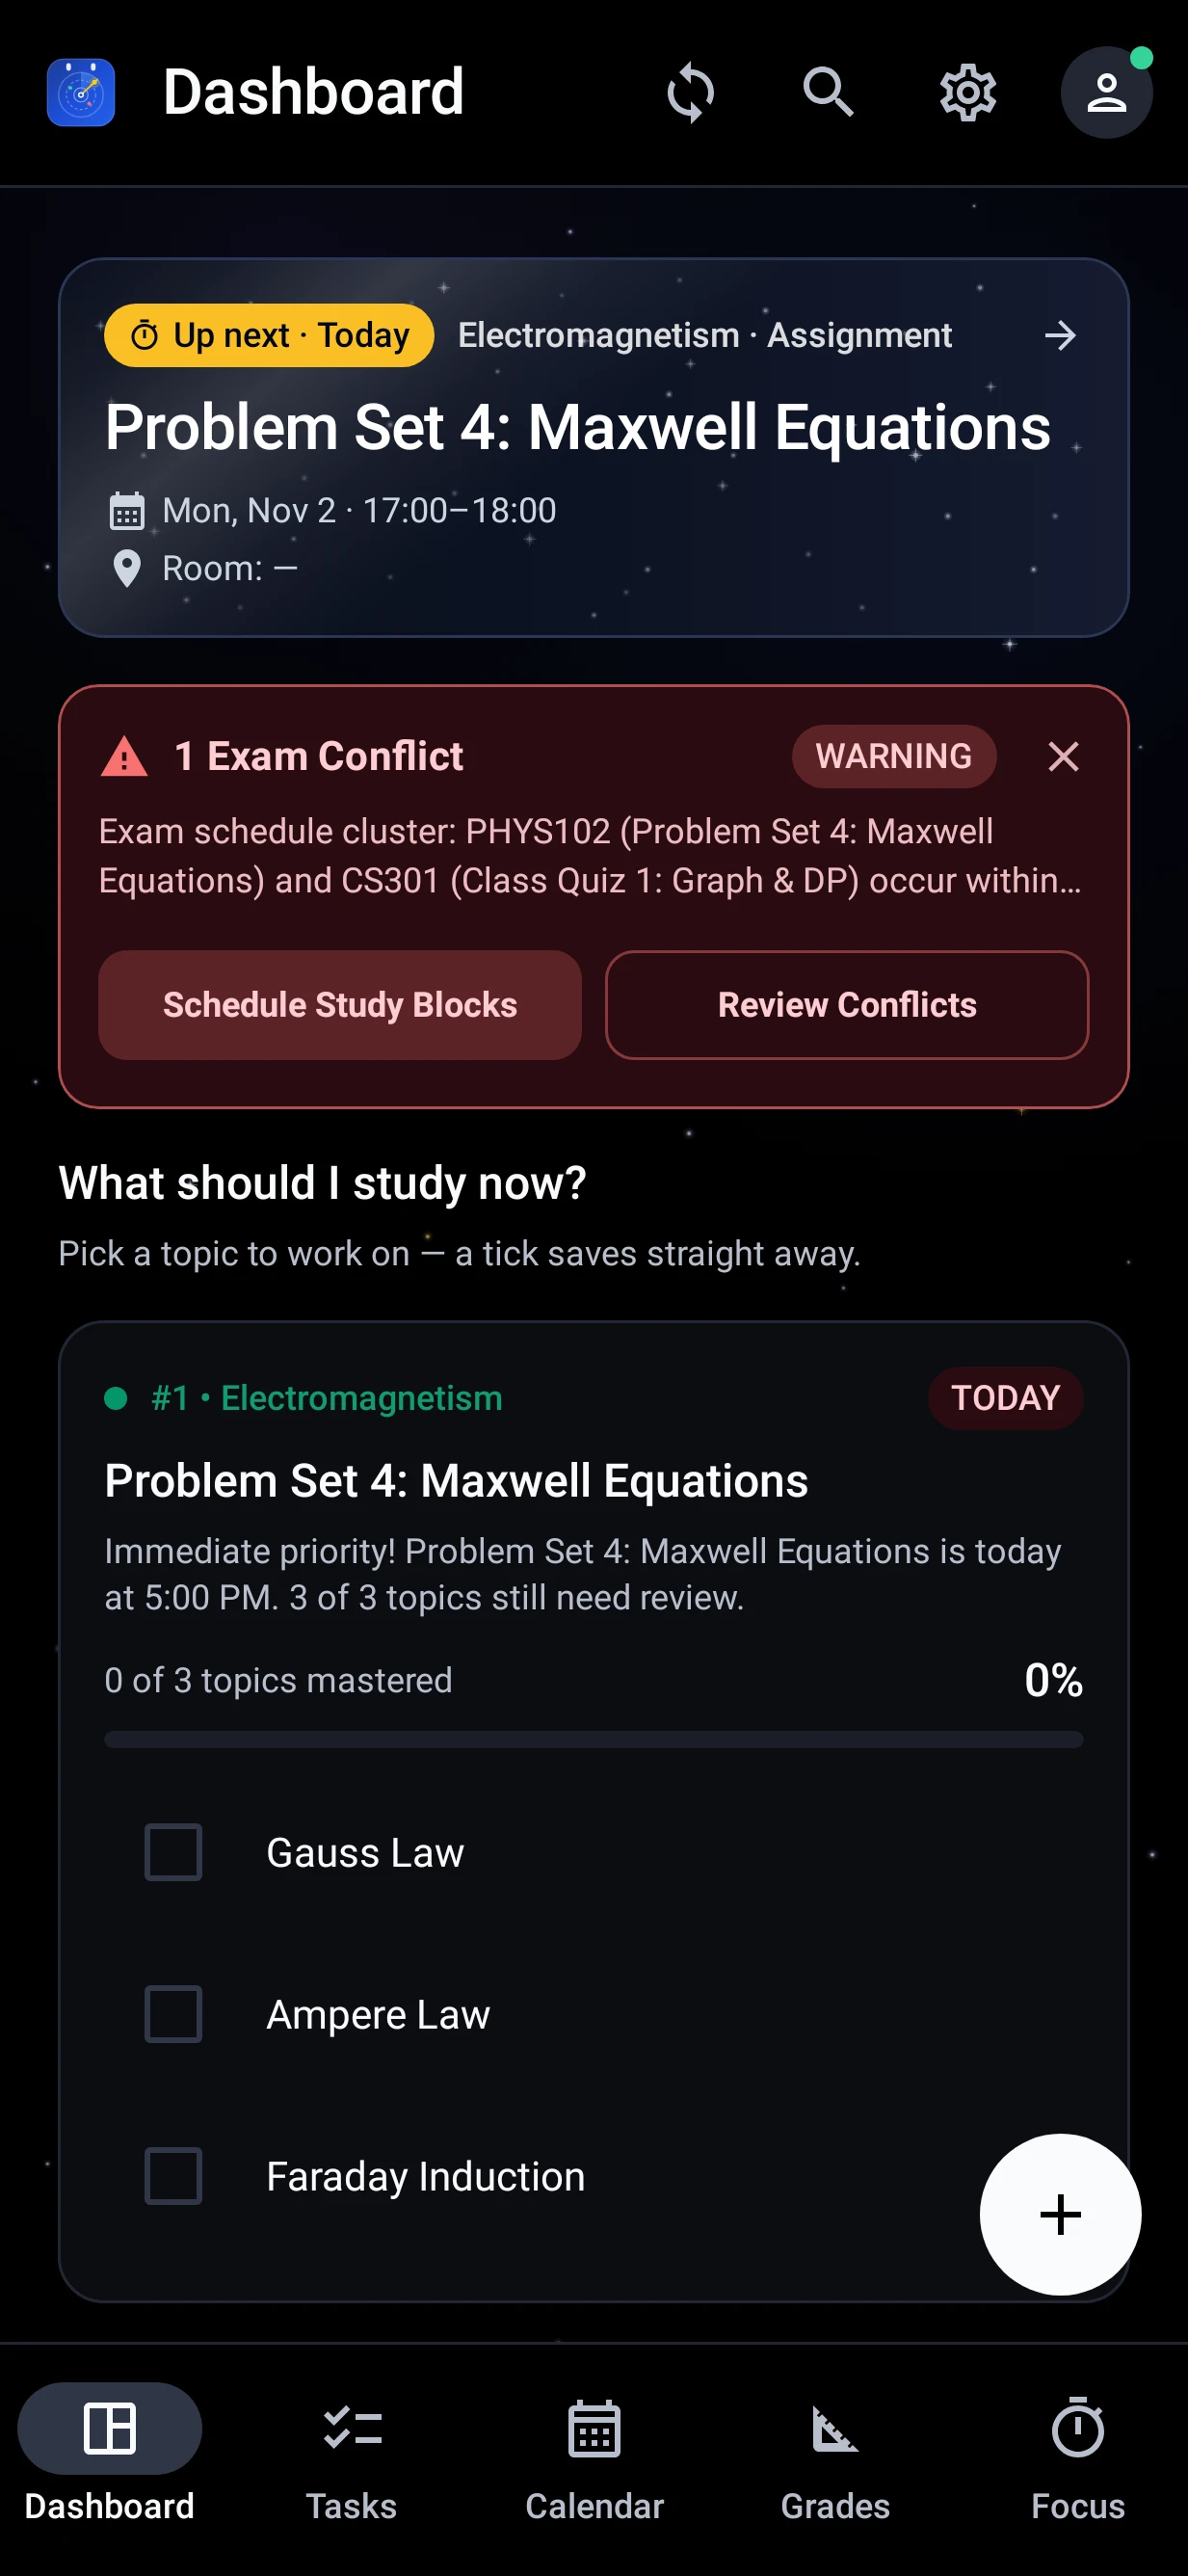 Dashboard
Up next · Today
Electromagnetism · Assignment
Problem Set 4: Maxwell Equations
Mon, Nov 2 · 17:00–18:00
Room: —
1 Exam Conflict
WARNING
Exam schedule cluster: PHYS102 (Problem Set 4: Maxwell
Equations) and CS301 (Class Quiz 1: Graph & DP) occur within…
Schedule Study Blocks
Review Conflicts
What should I study now?
Pick a topic to work on — a tick saves straight away.
#1 • Electromagnetism
TODAY
Problem Set 4: Maxwell Equations
Immediate priority! Problem Set 4: Maxwell Equations is today
at 5:00 PM. 3 of 3 topics still need review.
0 of 3 topics mastered
0%
Gauss Law
Ampere Law
Faraday Induction
Dashboard
Tasks
Calendar
Grades
Focus